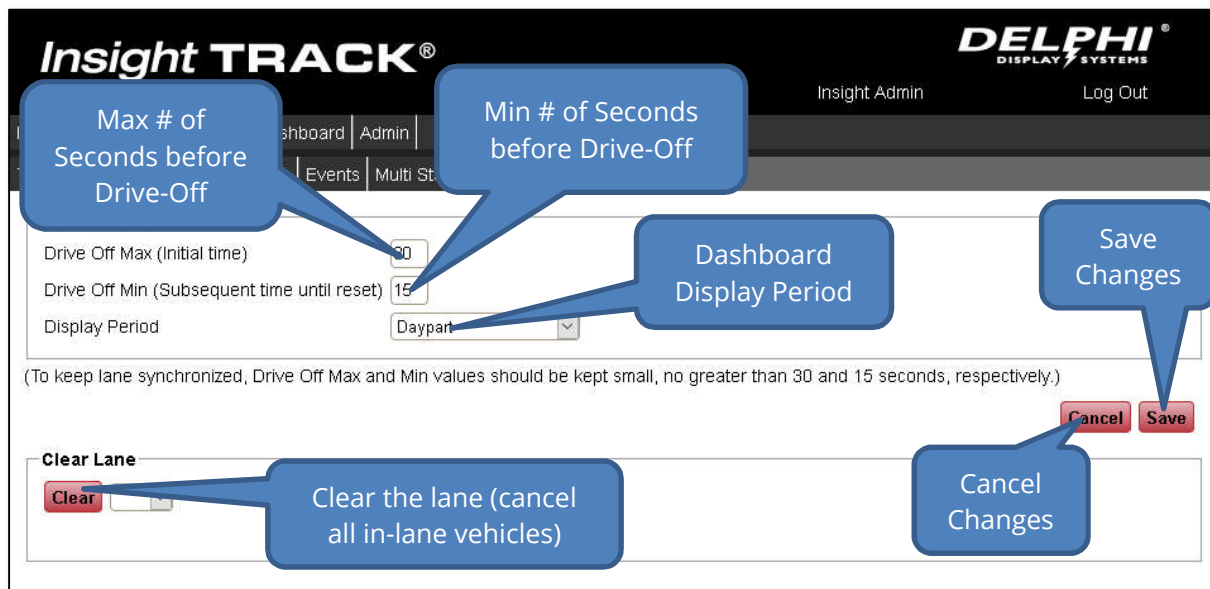 Insight TRACK®
DELPHI®
DISPLAY SYSTEMS
Insight Admin Log Out
Max # of
Seconds before
Drive-Off
Min # of Seconds
before Drive-Off
Admin
Events Multi
Drive Off Max (Initial time)
Drive Off Min (Subsequent time until reset) 15
Display Period Daypart
Dashboard
Display Period
Save
Changes
(To keep lane synchronized, Drive Off Max and Min values should be kept small, no greater than 30 and 15 seconds, respectively.)
Cancel Save
Clear Lane
Clear
Clear the lane (cancel
all in-lane vehicles)
Cancel
Changes